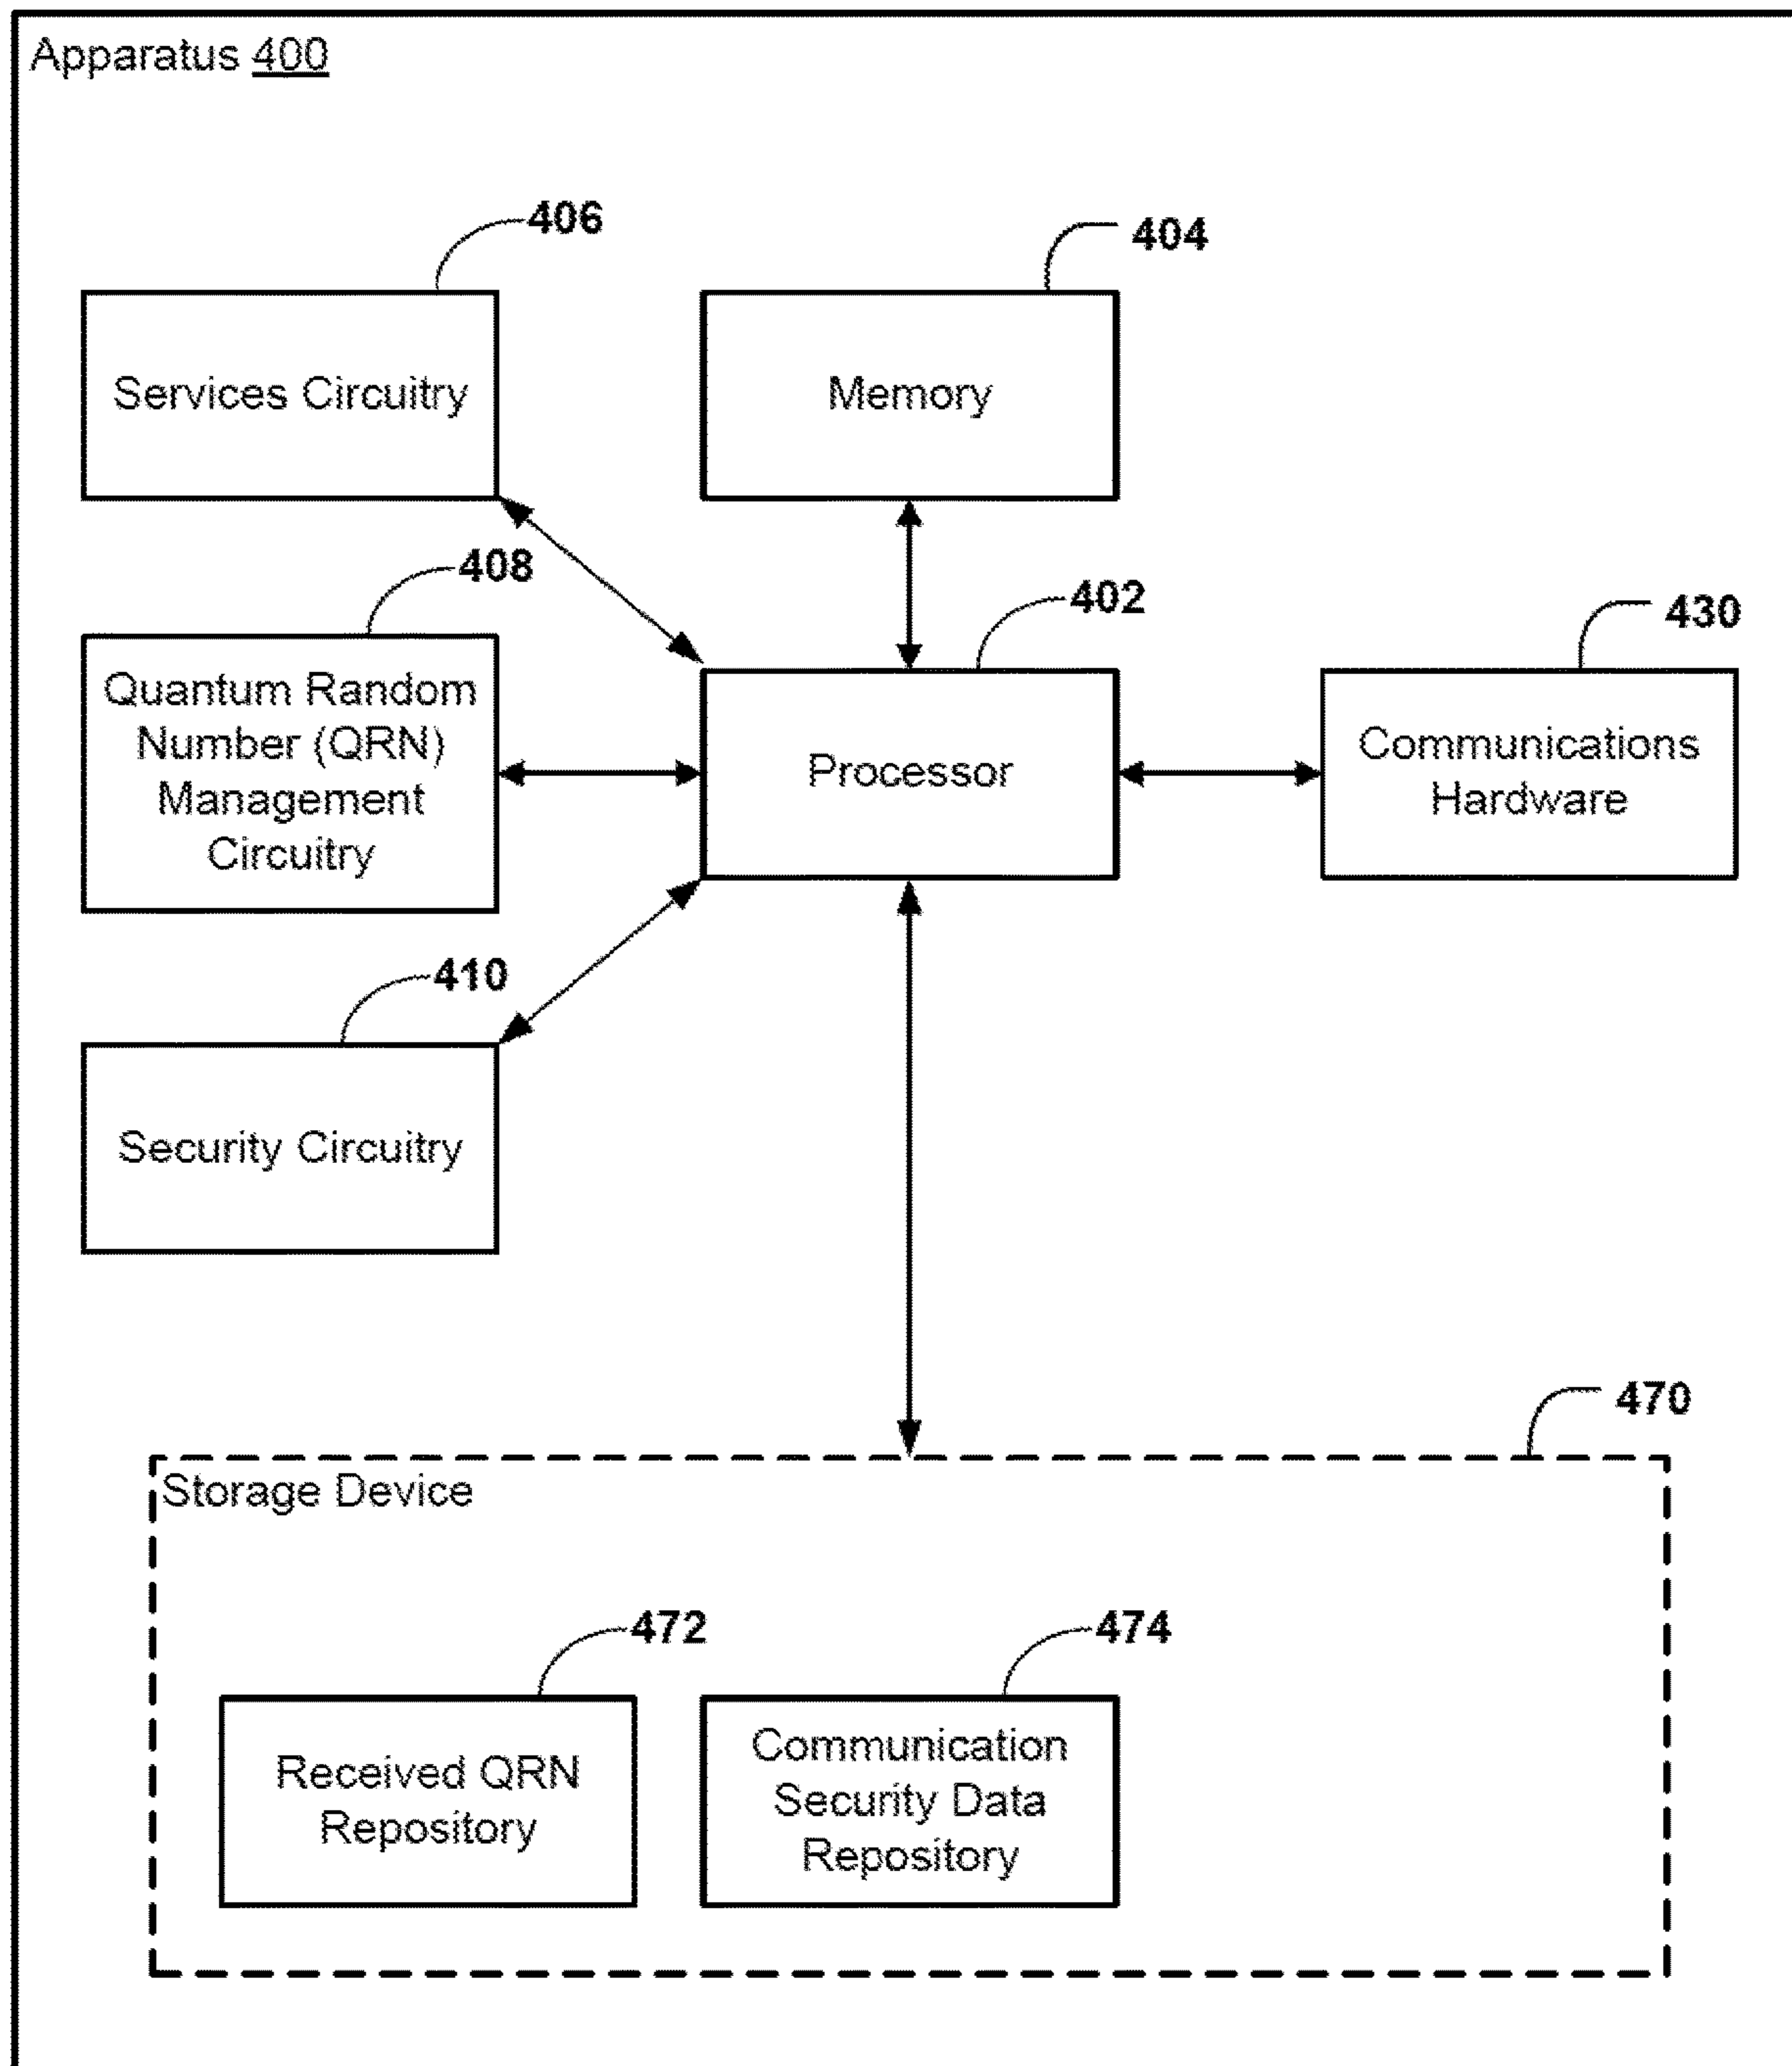 Apparatus 400
406
404
Services Circuitry
Memory
408
402
430
Quantum Random
Number (QRN)
Management
Circuitry
Processor
Communications
Hardware
410
Security Circuitry
470
Storage Device
472
474
Received QRN
Repository
Communication
Security Data
Repository